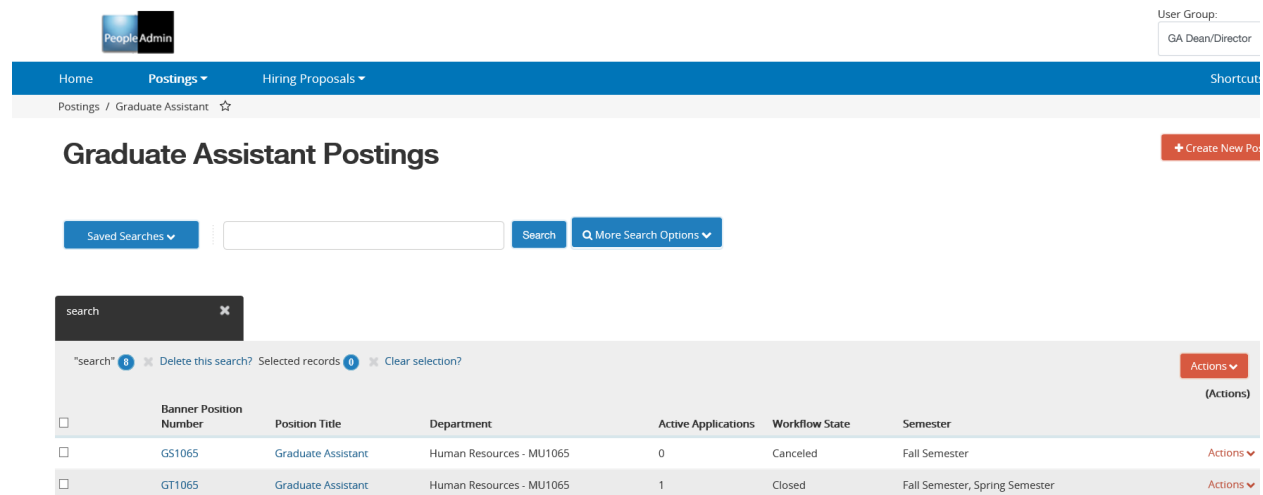 User Group:
PeopleAdmin
GA Dean/Director
Home Postings Hiring Proposals Shortcuts
Postings / Graduate Assistant
Graduate Assistant Postings
Create New Pos
Saved Searches Search More Search Options
search
"search" 8 Delete this search? Selected records 0 Clear selection?
Actions
(Actions)
Banner Position
Number Position Title Department Active Applications Workflow State Semester
GS1065 Graduate Assistant Human Resources - MU1065 0 Canceled Fall Semester Actions
GT1065 Graduate Assistant Human Resources - MU1065 1 Closed Fall Semester, Spring Semester Actions